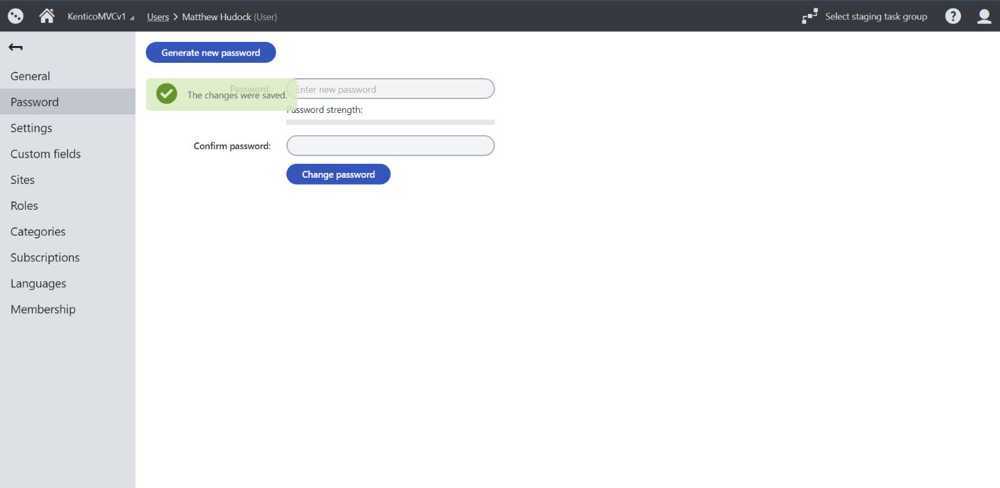 KenticoMVCv1 Users > Matthew Hudock (User) Select staging task group ?
General
Password
Settings
Custom fields
Sites
Roles
Categories
Subscriptions
Languages
Membership
Generate new password
Password: Enter new password
The changes were saved.
Password strength:
Confirm password:
Change password